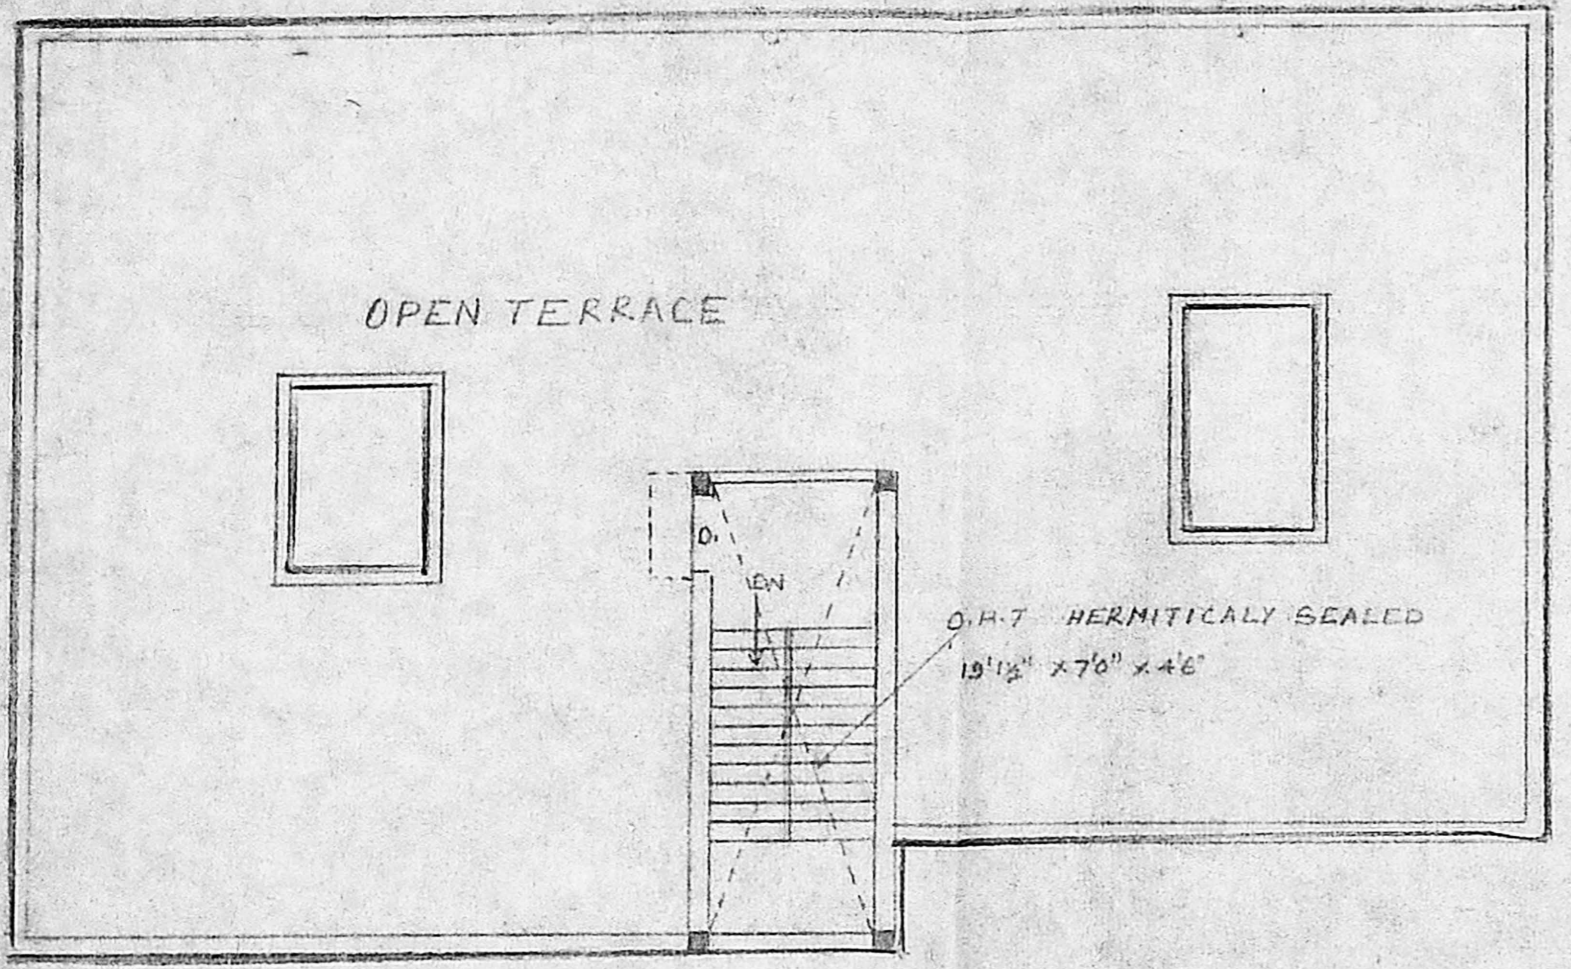 OPEN TERRACE
D.
DN
O.H.T HERMITICALY SEALED
19'1½" x 7'0" x 4'6"